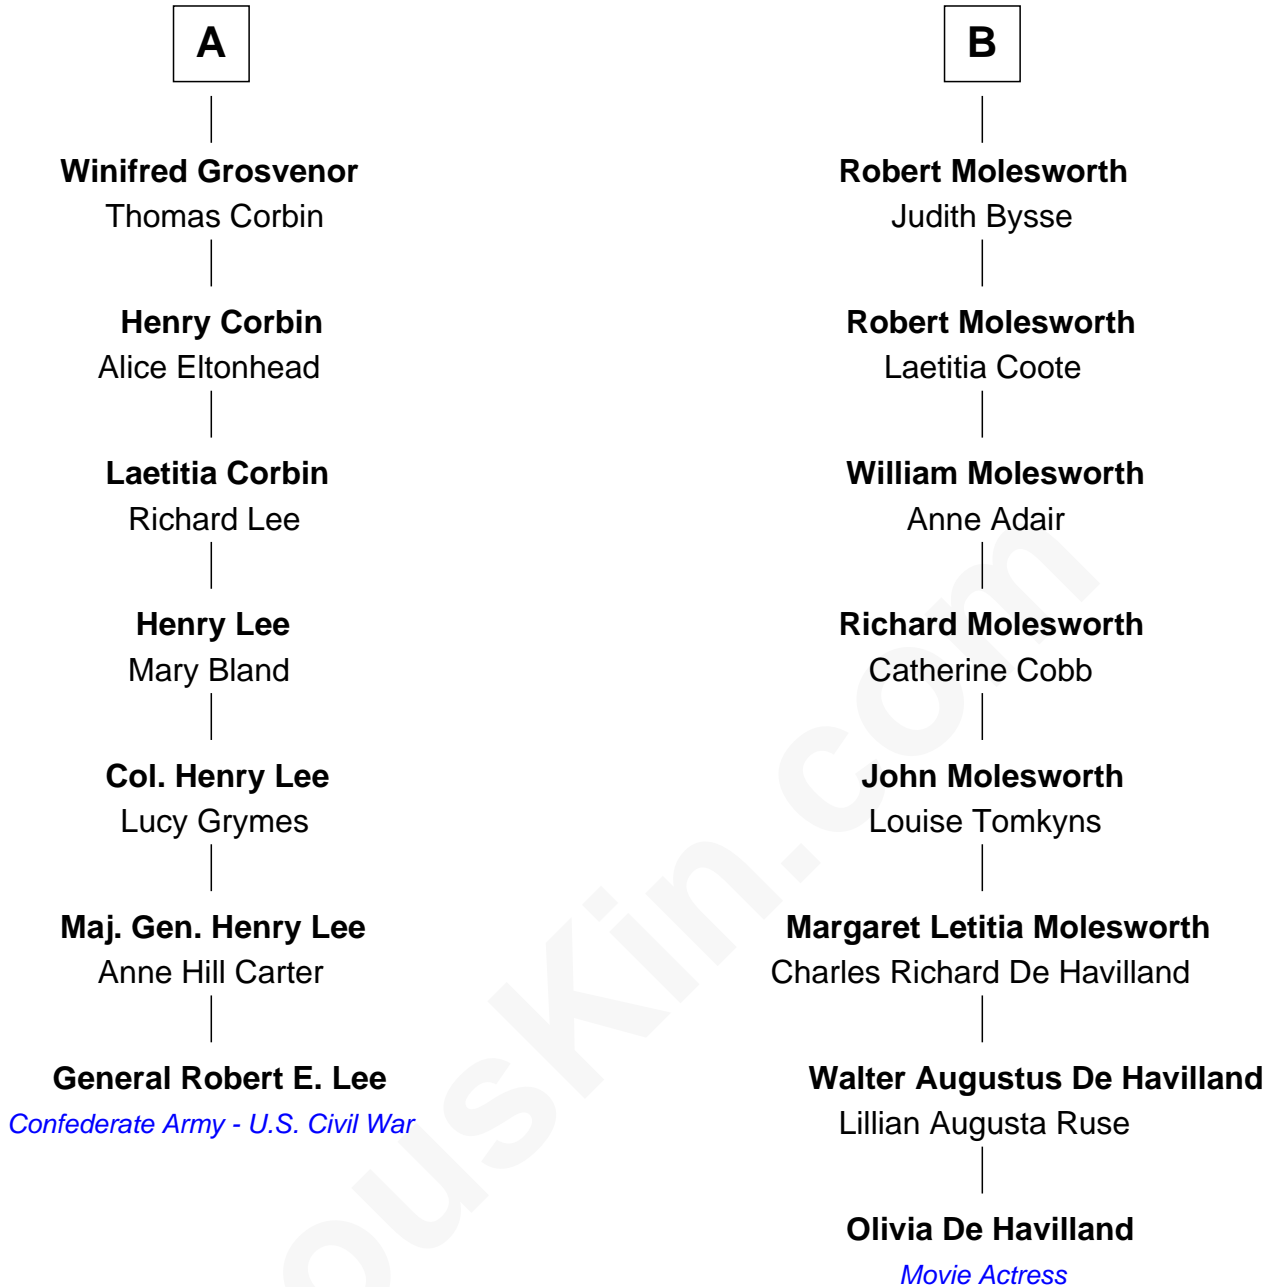 A
Winifred Grosvenor
Thomas Corbin
Henry Corbin
Alice Eltonhead
Laetitia Corbin
Richard Lee
Henry Lee
Mary Bland
Col. Henry Lee
Lucy Grymes
Maj. Gen. Henry Lee
Anne Hill Carter
General Robert E. Lee
Confederate Army - U.S. Civil War
B
Robert Molesworth
Judith Bysse
Robert Molesworth
Laetitia Coote
William Molesworth
Anne Adair
Richard Molesworth
Catherine Cobb
John Molesworth
Louise Tomkyns
Margaret Letitia Molesworth
Charles Richard De Havilland
Walter Augustus De Havilland
Lillian Augusta Ruse
Olivia De Havilland
Movie Actress
ousKin.com